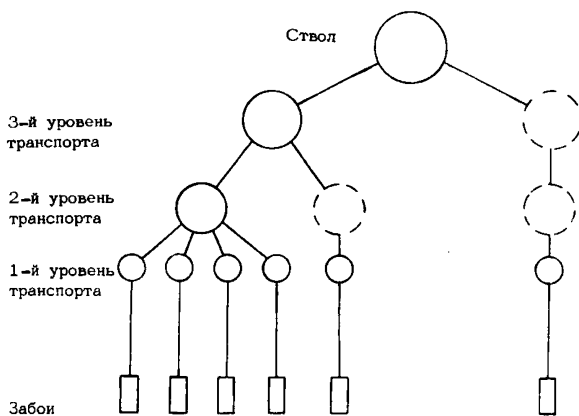 Ствол
3-й уровень
транспорта
2-й уровень
транспорта
1-й уровень
транспорта
Забои